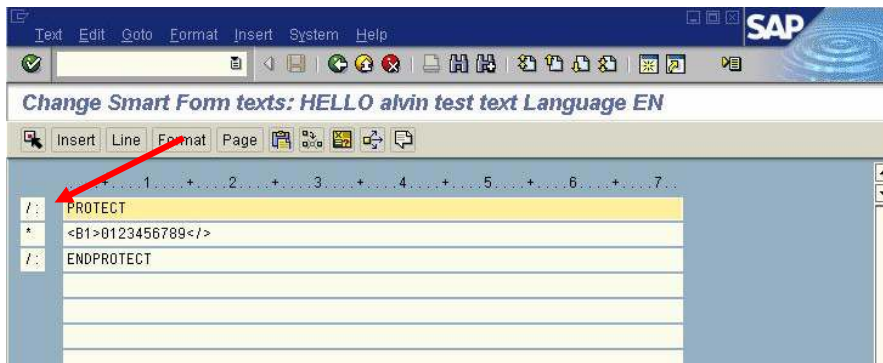 Text Edit Goto Format Insert System Help
SAP
Change Smart Form texts: HELLO alvin test text Language EN
Insert Line Format Page
....+....1....+....2....+....3....+....4....+....5....+....6....+....7..
/: PROTECT
* <B1>0123456789</>
/: ENDPROTECT